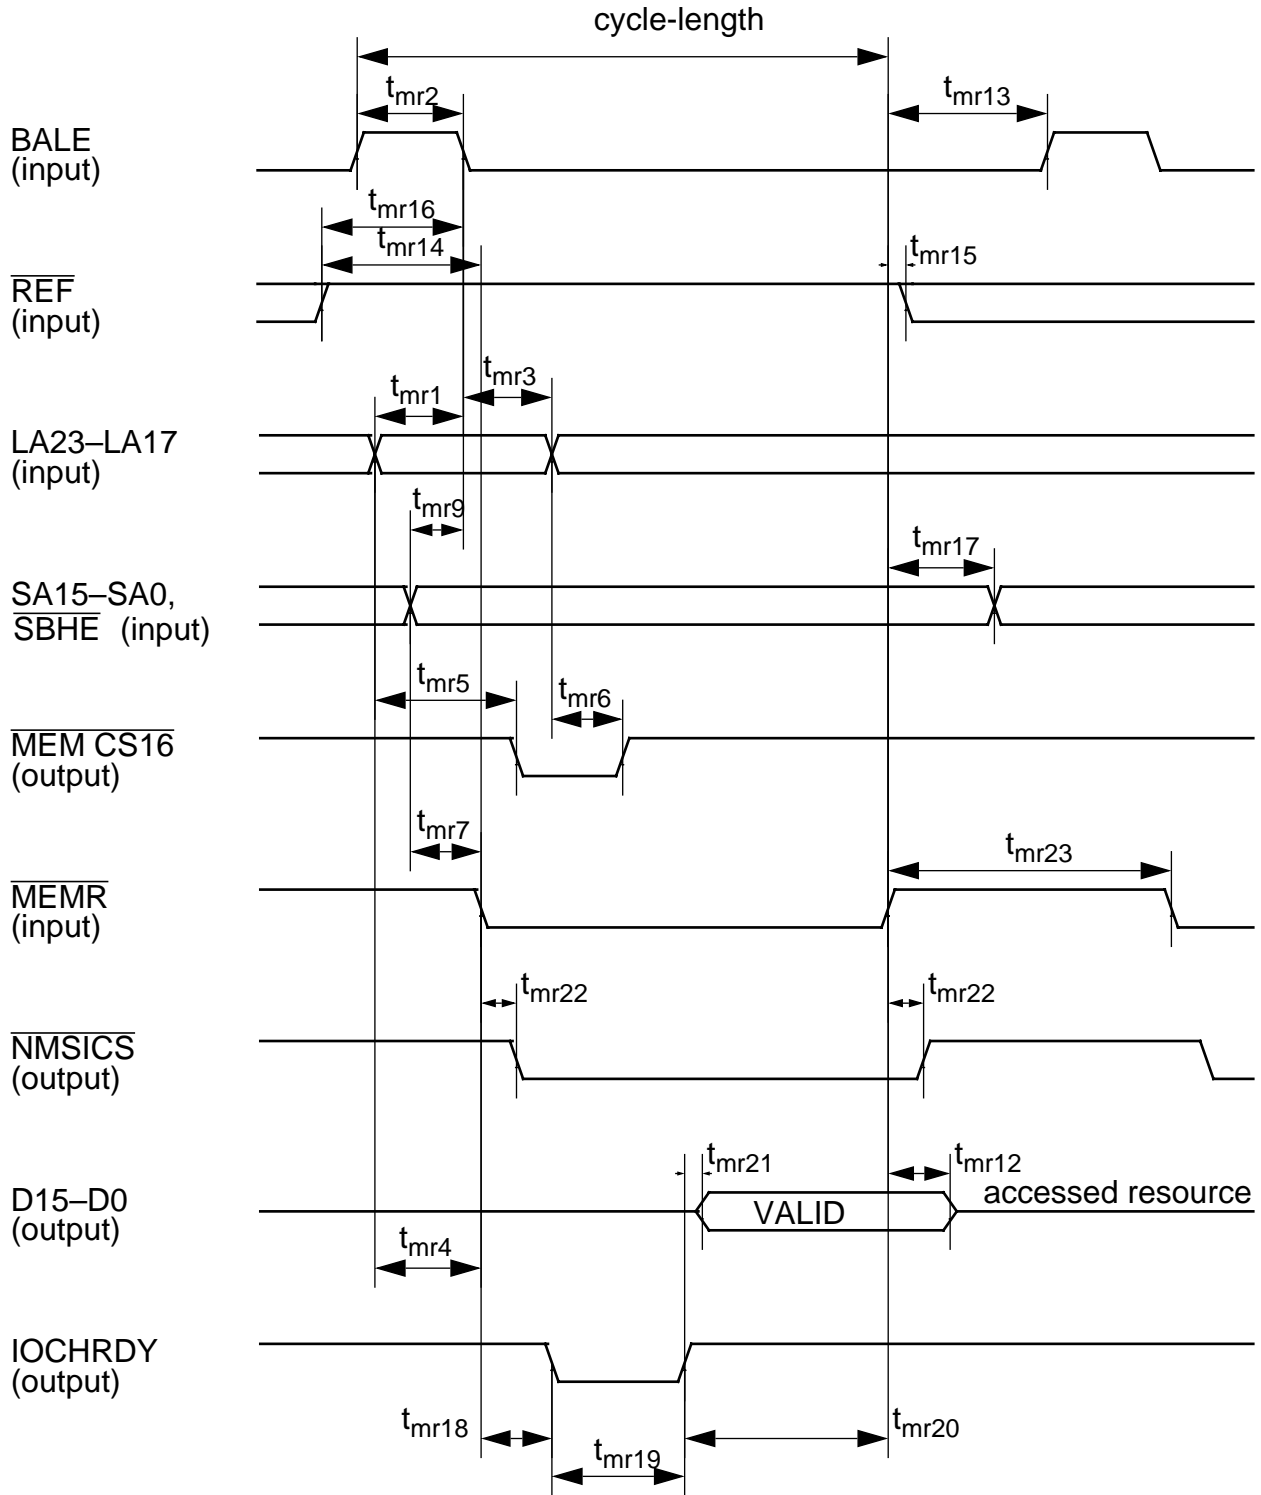 cycle-length
tmr2
tmr13
BALE
(input)
tmr16
tmr14
tmr15
REF
(input)
tmr3
tmr1
LA23–LA17
(input)
tmr9
tmr17
SA15–SA0,
SBHE (input)
tmr5
tmr6
MEM CS16
(output)
tmr7
tmr23
MEMR
(input)
tmr22
tmr22
NMSICS
(output)
tmr21
tmr12
D15–D0
(output)
VALID
accessed resource
tmr4
IOCHRDY
(output)
tmr18
tmr20
tmr19